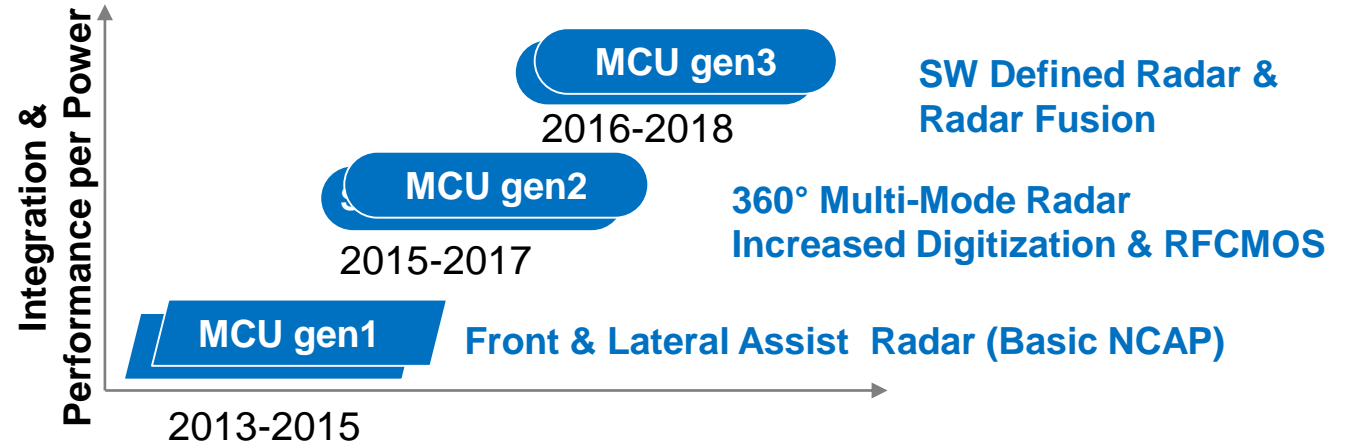 Integration &
Performance per Power
MCU gen3
2016-2018
SW Defined Radar &
Radar Fusion
MCU gen2
2015-2017
360° Multi-Mode Radar
Increased Digitization & RFCMOS
MCU gen1
2013-2015
Front & Lateral Assist Radar (Basic NCAP)